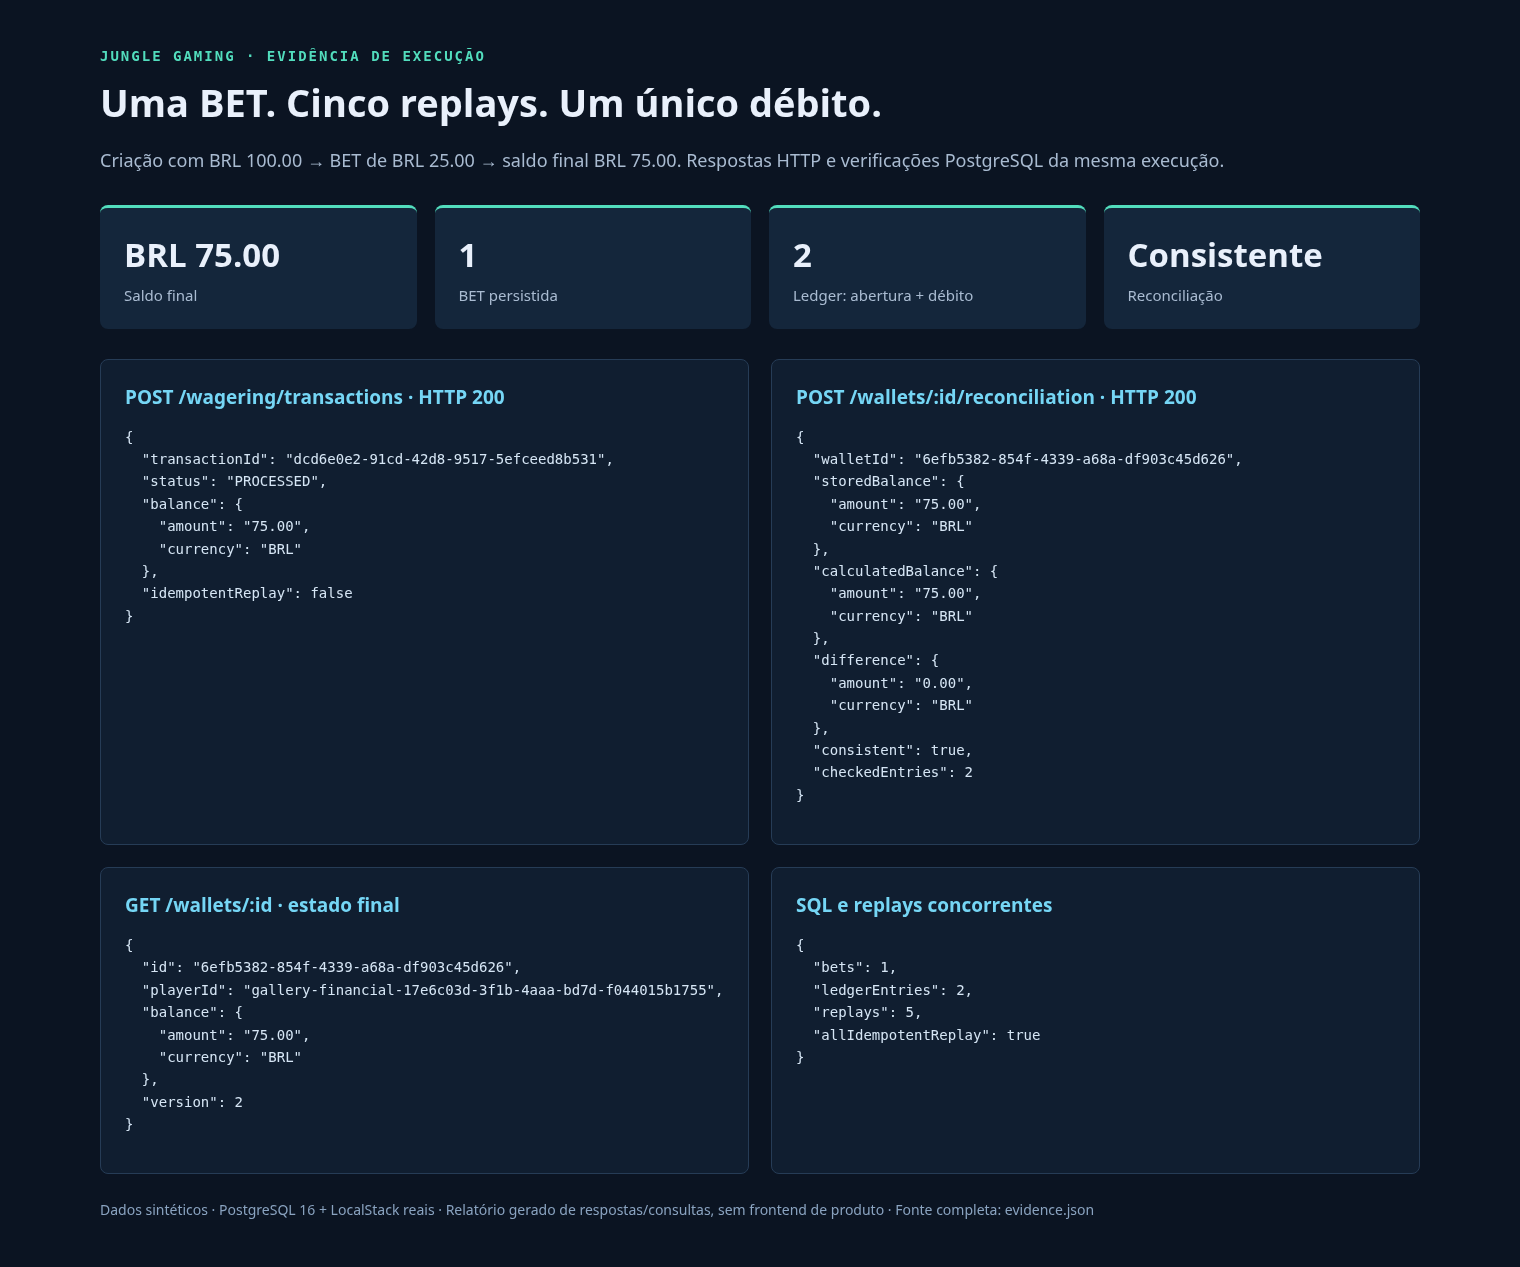 JUNGLE GAMING · EVIDÊNCIA DE EXECUÇÃO
Uma BET. Cinco replays. Um único débito.
Criação com BRL 100.00 → BET de BRL 25.00 → saldo final BRL 75.00. Respostas HTTP e verificações PostgreSQL da mesma execução.
BRL 75.00
Saldo final
1
BET persistida
2
Ledger: abertura + débito
Consistente
Reconciliação
POST /wagering/transactions · HTTP 200
{
  "transactionId": "dcd6e0e2-91cd-42d8-9517-5efceed8b531",
  "status": "PROCESSED",
  "balance": {
    "amount": "75.00",
    "currency": "BRL"
  },
  "idempotentReplay": false
}
POST /wallets/:id/reconciliation · HTTP 200
{
  "walletId": "6efb5382-854f-4339-a68a-df903c45d626",
  "storedBalance": {
    "amount": "75.00",
    "currency": "BRL"
  },
  "calculatedBalance": {
    "amount": "75.00",
    "currency": "BRL"
  },
  "difference": {
    "amount": "0.00",
    "currency": "BRL"
  },
  "consistent": true,
  "checkedEntries": 2
}
GET /wallets/:id · estado final
{
  "id": "6efb5382-854f-4339-a68a-df903c45d626",
  "playerId": "gallery-financial-17e6c03d-3f1b-4aaa-bd7d-f044015b1755",
  "balance": {
    "amount": "75.00",
    "currency": "BRL"
  },
  "version": 2
}
SQL e replays concorrentes
{
  "bets": 1,
  "ledgerEntries": 2,
  "replays": 5,
  "allIdempotentReplay": true
}
Dados sintéticos · PostgreSQL 16 + LocalStack reais · Relatório gerado de respostas/consultas, sem frontend de produto · Fonte completa: evidence.json